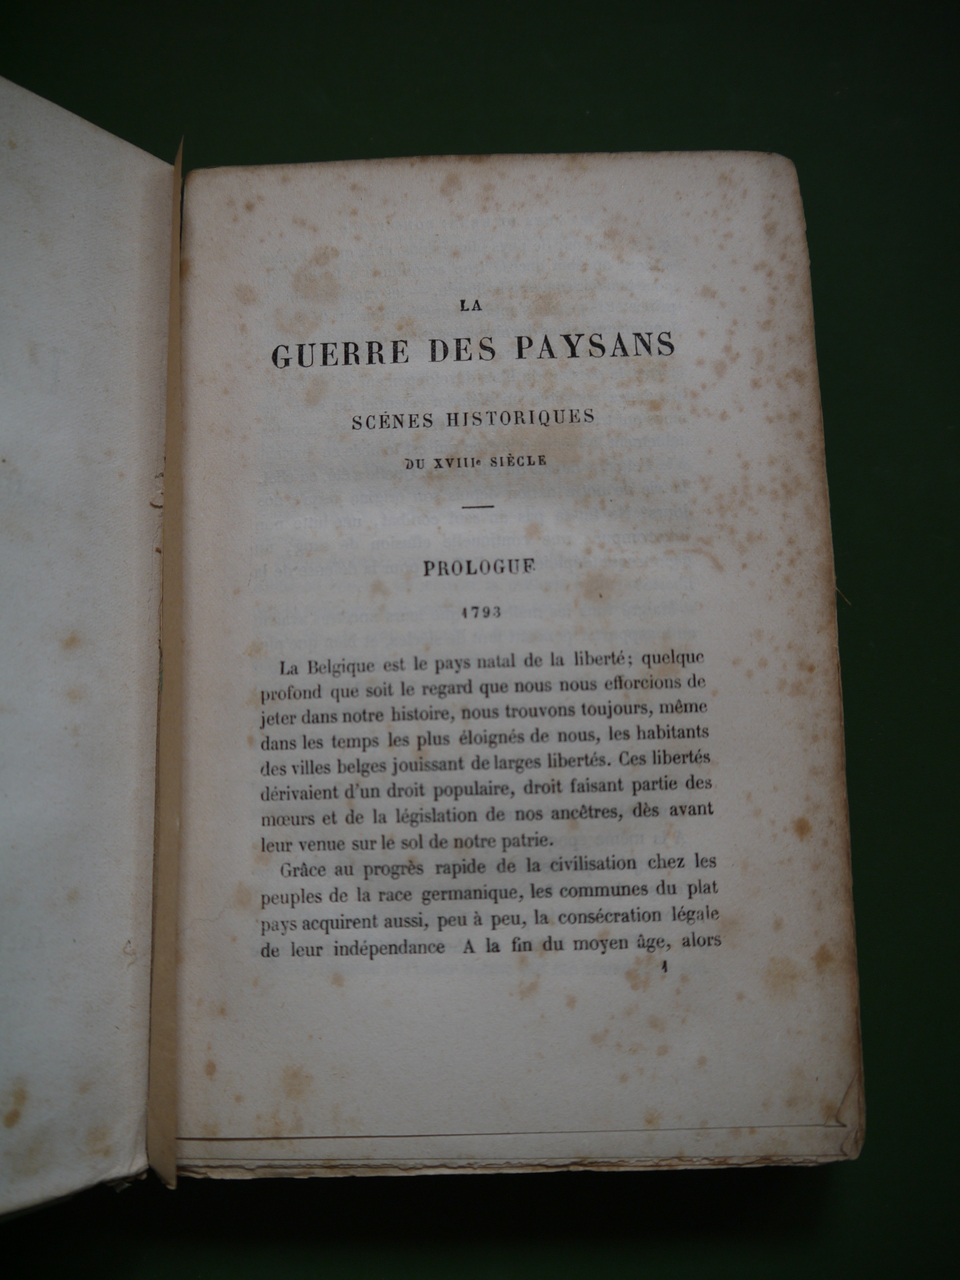 LA
GUERRE DES PAYSANS
SCÉNES HISTORIQUES
DU XVIIIe SIÈCLE
PROLOGUE
1793
La Belgique est le pays natal de la liberté; quelque
profond que soit le regard que nous nous efforcions de
jeter dans notre histoire, nous trouvons toujours, même
dans les temps les plus éloignés de nous, les habitants
des villes belges jouissant de larges libertés. Ces libertés
dérivaient d'un droit populaire, droit faisant partie des
mœurs et de la législation de nos ancêtres, dès avant
leur venue sur le sol de notre patrie.
Grâce au progrès rapide de la civilisation chez les
peuples de la race germanique, les communes du plat
pays acquirent aussi, peu à peu, la consécration légale
de leur indépendance A la fin du moyen âge, alors
1